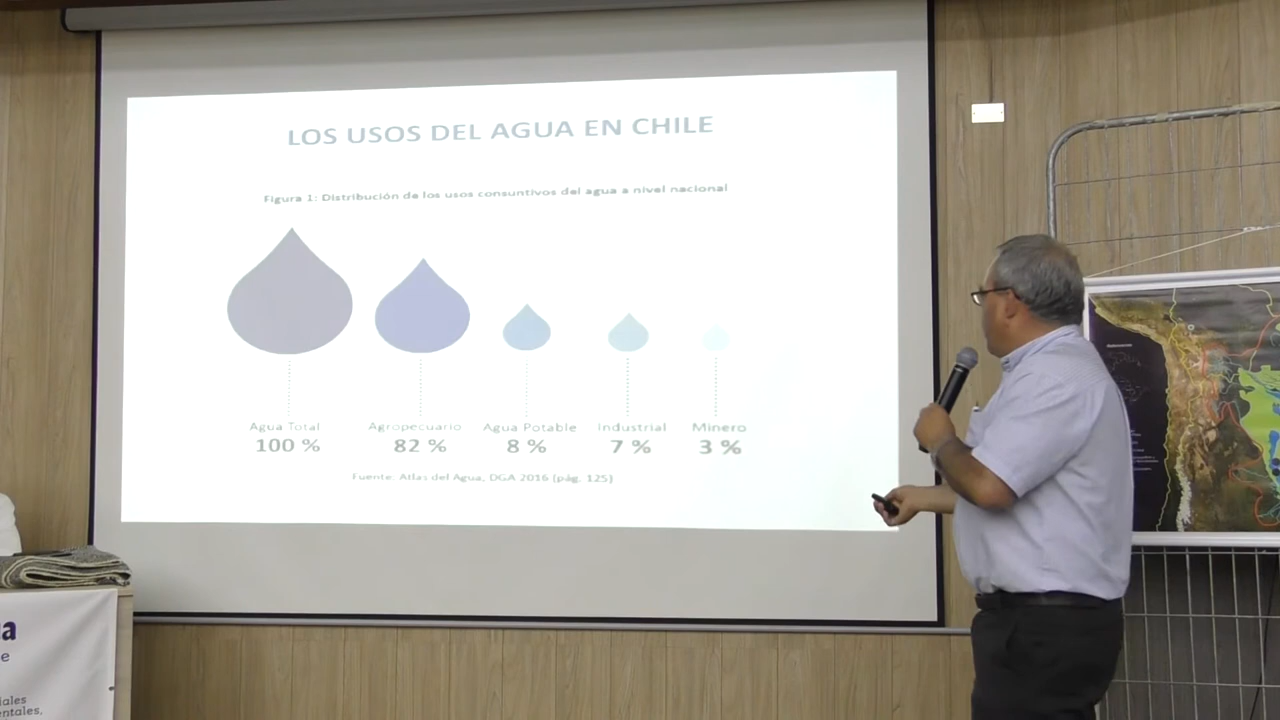 LOS USOS DEL AGUA EN CHILE
Figura 1: Distribución de los usos consuntivos del agua a nivel nacional
Agua Total Agropecuario Agua Potable Industrial Minero
100 % 82 % 8 % 7 % 3 %
Fuente: Atlas del Agua, DGA 2016 (pág. 125)